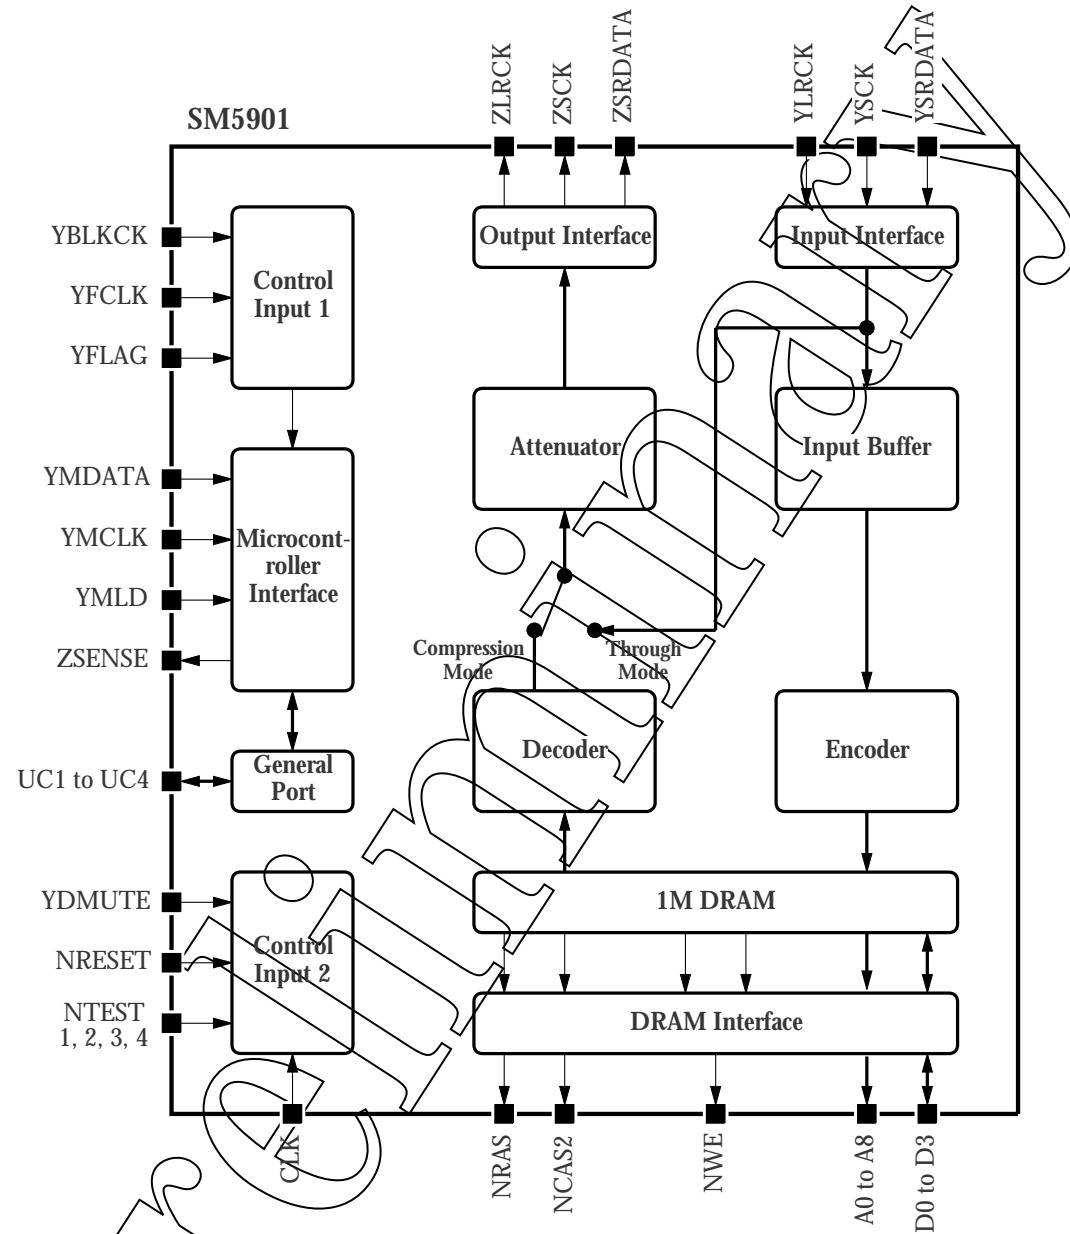 ZLRCK
ZSCK
ZSRDATA
YLRCK
YSCK
YSRDATA
SM5901
YBLKCK
YFCLK
YFLAG
Control
Input 1
Output Interface
Input Interface
Attenuator
Input Buffer
YMDATA
YMCLK
YMLD
ZSENSE
Microcont-
roller
Interface
Compression
Mode
Through
Mode
Decoder
Encoder
UC1 to UC4
General
Port
YDMUTE
NRESET
NTEST
1, 2, 3, 4
Control
Input 2
1M DRAM
DRAM Interface
CLK
NRAS
NCAS2
NWE
A0 to A8
D0 to D3
reliminary